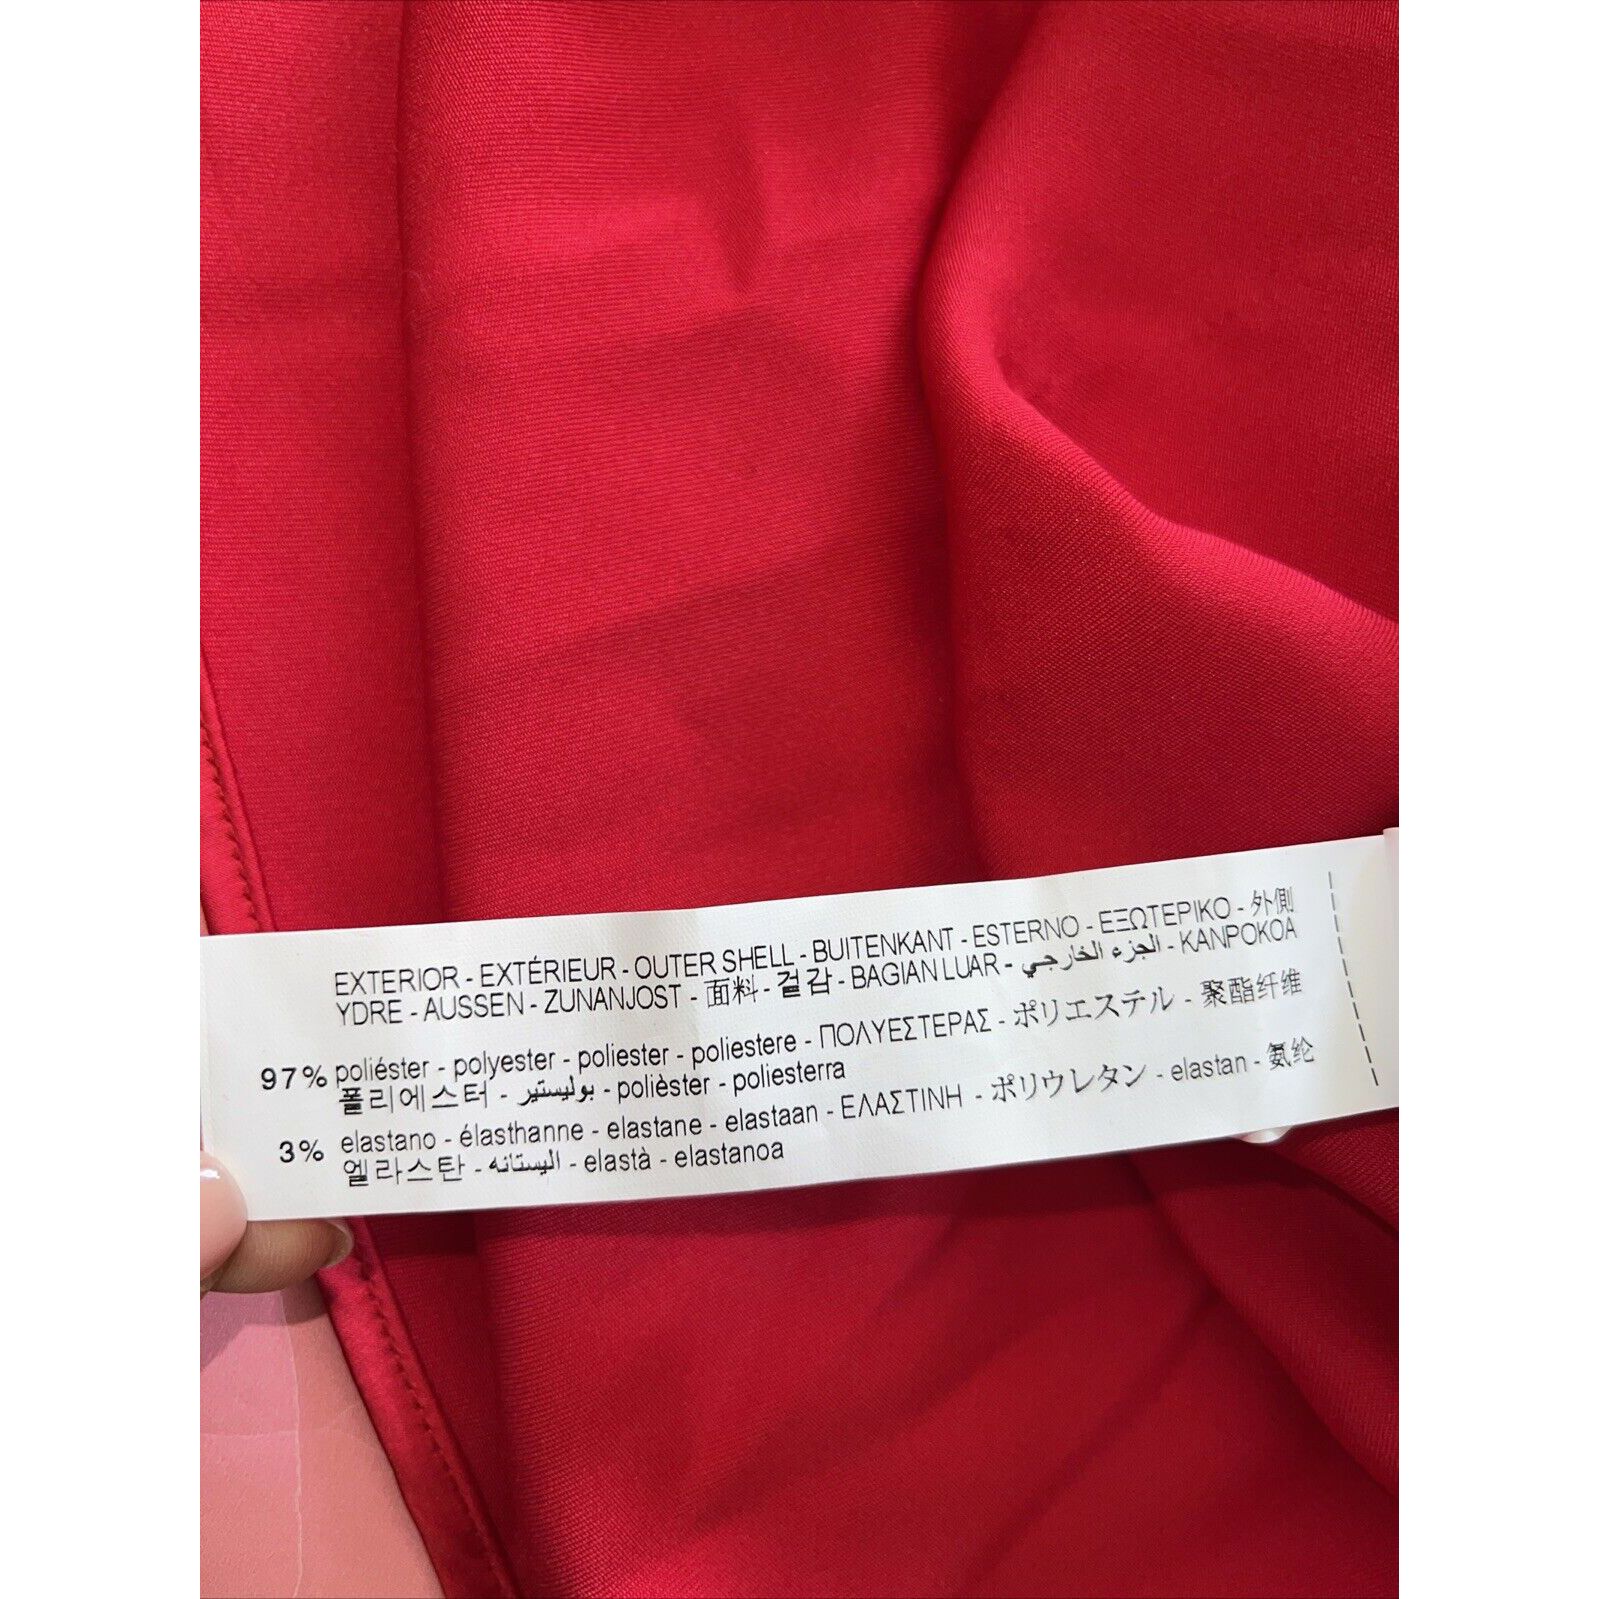 EXTERIOR - EXTÉRIEUR - OUTER SHELL - BUITENKANT - ESTERNO - ΕΞΩΤΕΡΙΚΟ - 外側
YDRE - AUSSEN - ZUNANJOST - 面料 - 겉감 - BAGIAN LUAR - الجزء الخارجي - KANPOKOA
97% poliéster - polyester - poliester - poliestere - ΠΟΛΥΕΣΤΕΡΑΣ - ポリエステル - 聚酯纤维
폴리에스터 - بوليستير - polièster - poliesterra
3% elastano - élasthanne - elastane - elastaan - ΕΛΑΣΤΙΝΗ - ポリウレタン - elastan - 氨纶
엘라스탄 - اليستانه - elastà - elastanoa